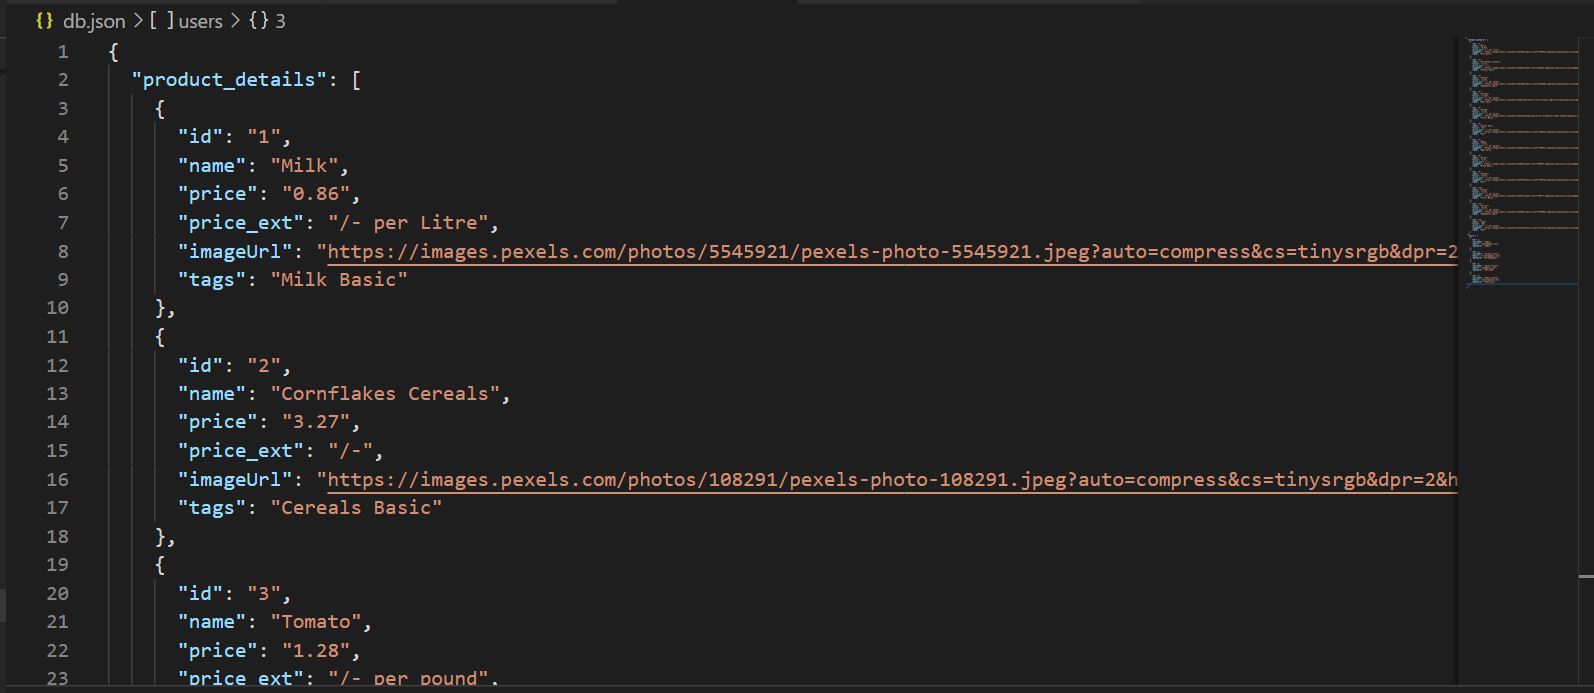 {} db.json > [ ] users > {} 3
1 {
2 "product_details": [
3 {
4 "id": "1",
5 "name": "Milk",
6 "price": "0.86",
7 "price_ext": "/- per Litre",
8 "imageUrl": "https://images.pexels.com/photos/5545921/pexels-photo-5545921.jpeg?auto=compress&cs=tinysrgb&dpr=2
9 "tags": "Milk Basic"
10 },
11 {
12 "id": "2",
13 "name": "Cornflakes Cereals",
14 "price": "3.27",
15 "price_ext": "/-",
16 "imageUrl": "https://images.pexels.com/photos/108291/pexels-photo-108291.jpeg?auto=compress&cs=tinysrgb&dpr=2&h
17 "tags": "Cereals Basic"
18 },
19 {
20 "id": "3",
21 "name": "Tomato",
22 "price": "1.28",
23 "price_ext": "/- per pound",